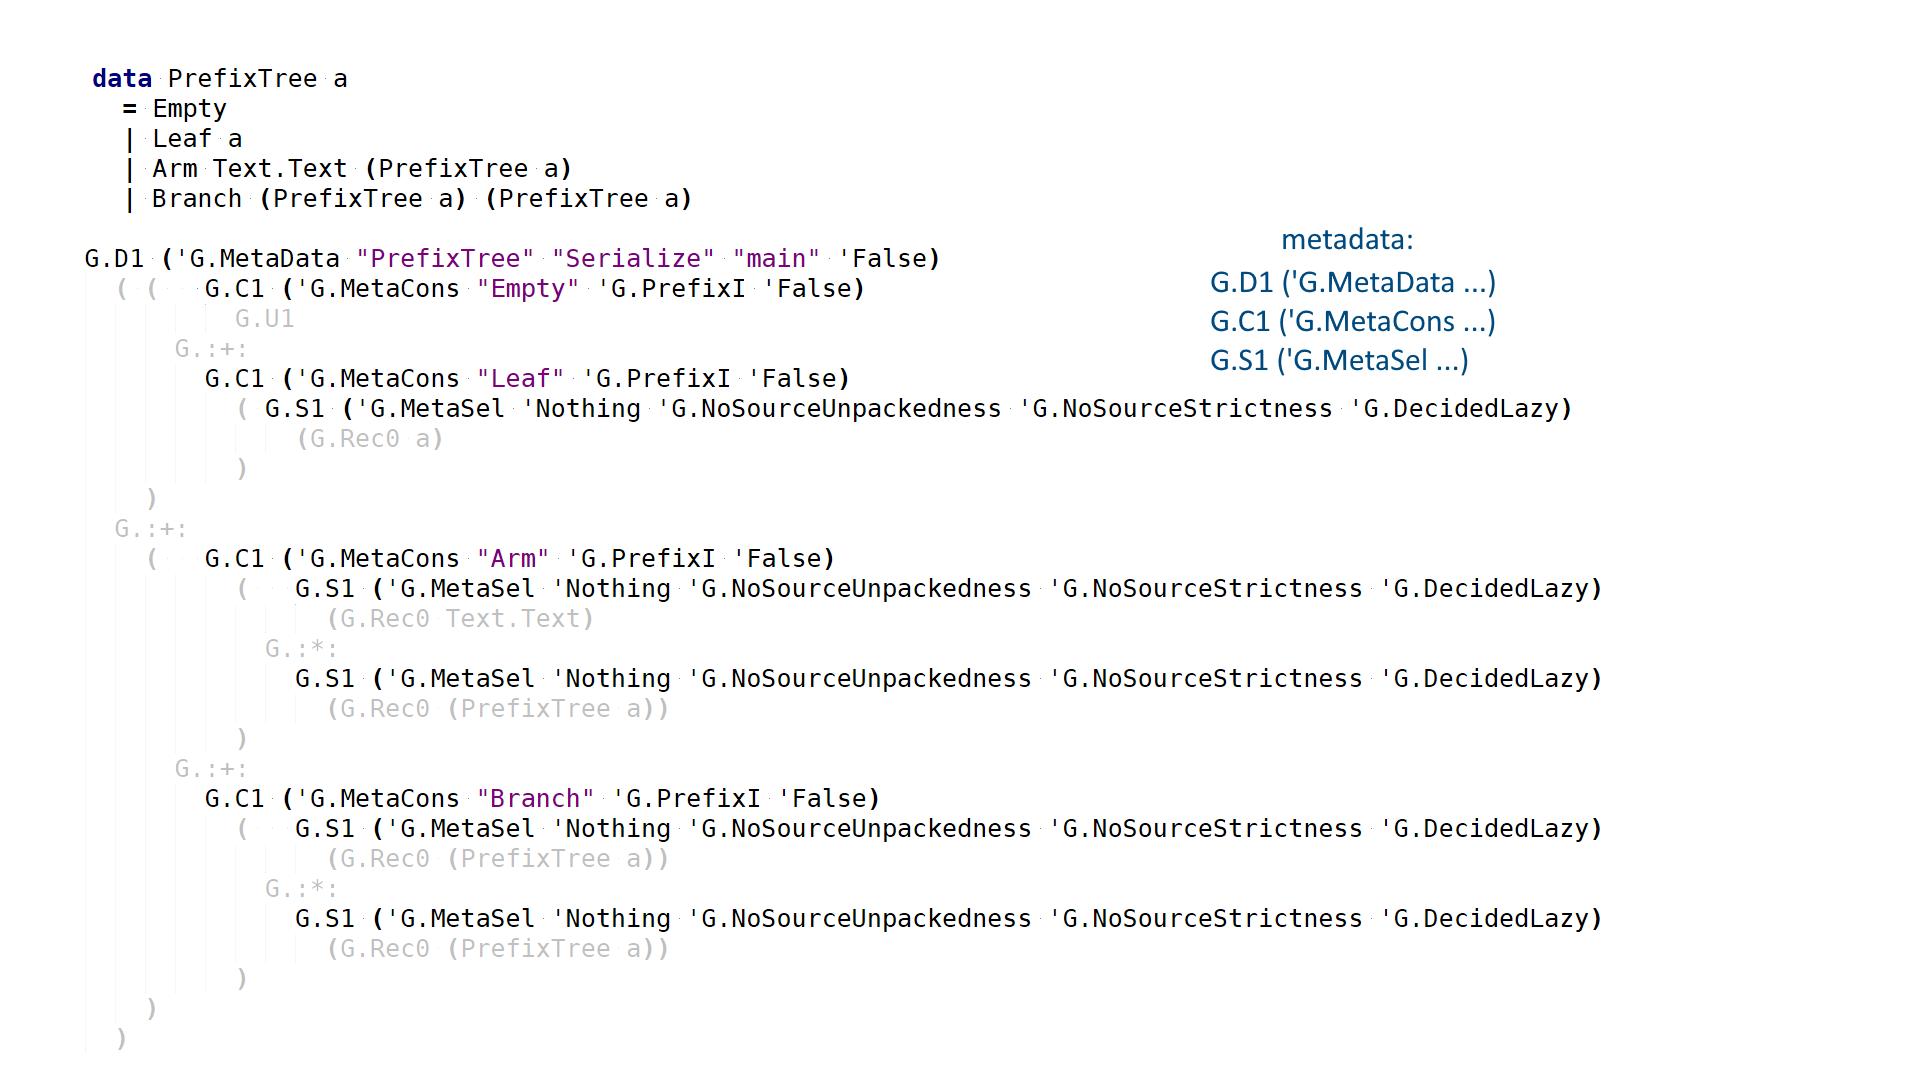 data PrefixTree a
= Empty
| Leaf a
| Arm Text.Text (PrefixTree a)
| Branch (PrefixTree a) (PrefixTree a)
G.D1 ('G.MetaData "PrefixTree" "Serialize" "main" 'False)
( ( G.C1 ('G.MetaCons "Empty" 'G.PrefixI 'False)
G.U1
G.:+:
G.C1 ('G.MetaCons "Leaf" 'G.PrefixI 'False)
( G.S1 ('G.MetaSel 'Nothing 'G.NoSourceUnpackedness 'G.NoSourceStrictness 'G.DecidedLazy)
(G.Rec0 a)
)
)
G.:+:
( G.C1 ('G.MetaCons "Arm" 'G.PrefixI 'False)
( G.S1 ('G.MetaSel 'Nothing 'G.NoSourceUnpackedness 'G.NoSourceStrictness 'G.DecidedLazy)
(G.Rec0 Text.Text)
G.:*:
G.S1 ('G.MetaSel 'Nothing 'G.NoSourceUnpackedness 'G.NoSourceStrictness 'G.DecidedLazy)
(G.Rec0 (PrefixTree a))
)
G.:+:
G.C1 ('G.MetaCons "Branch" 'G.PrefixI 'False)
( G.S1 ('G.MetaSel 'Nothing 'G.NoSourceUnpackedness 'G.NoSourceStrictness 'G.DecidedLazy)
(G.Rec0 (PrefixTree a))
G.:*:
G.S1 ('G.MetaSel 'Nothing 'G.NoSourceUnpackedness 'G.NoSourceStrictness 'G.DecidedLazy)
(G.Rec0 (PrefixTree a))
)
)
)
metadata:
G.D1 ('G.MetaData ...)
G.C1 ('G.MetaCons ...)
G.S1 ('G.MetaSel ...)